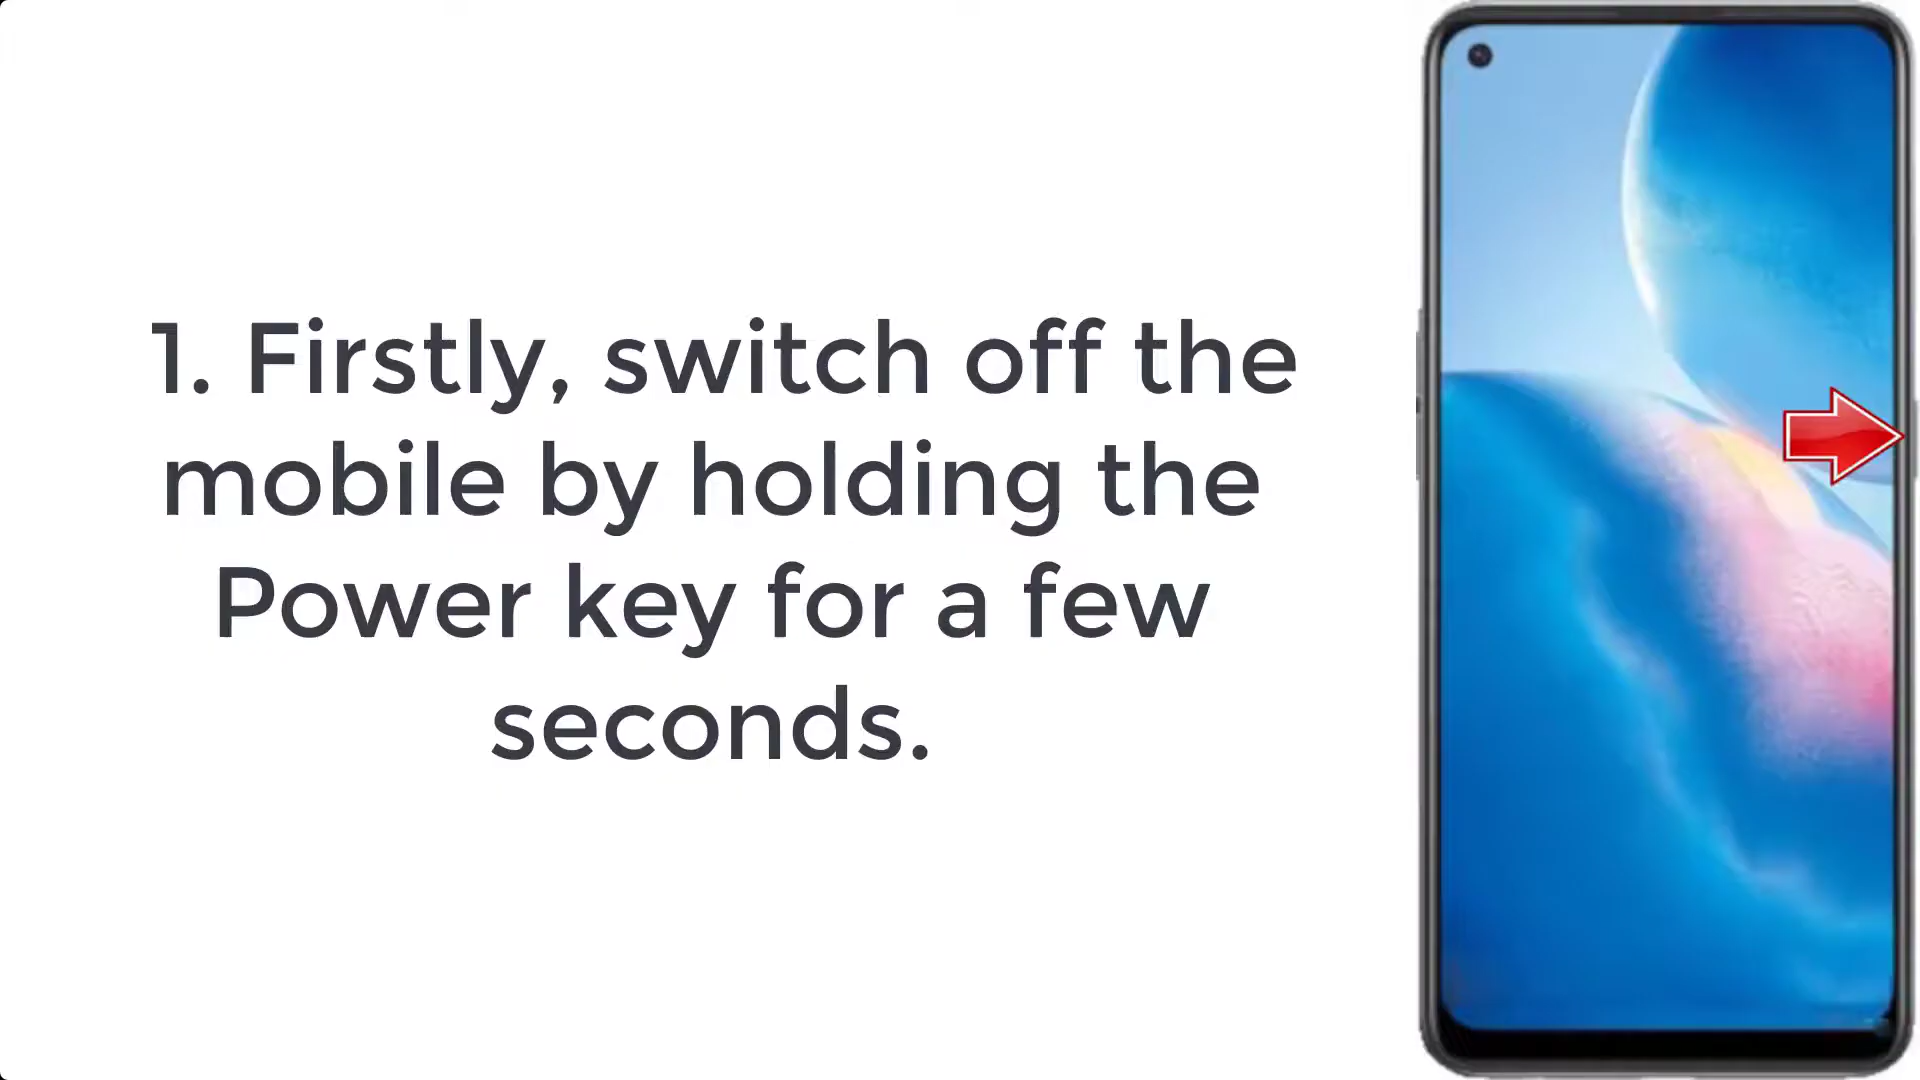 1. Firstly, switch off the
mobile by holding the
Power key for a few
seconds.